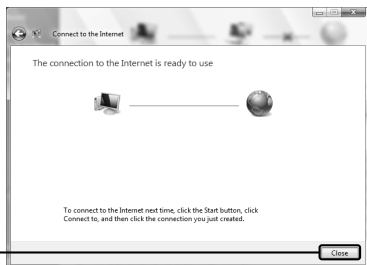 Connect to the Internet
The connection to the Internet is ready to use
To connect to the Internet next time, click the Start button, click
Connect to, and then click the connection you just created.
Close